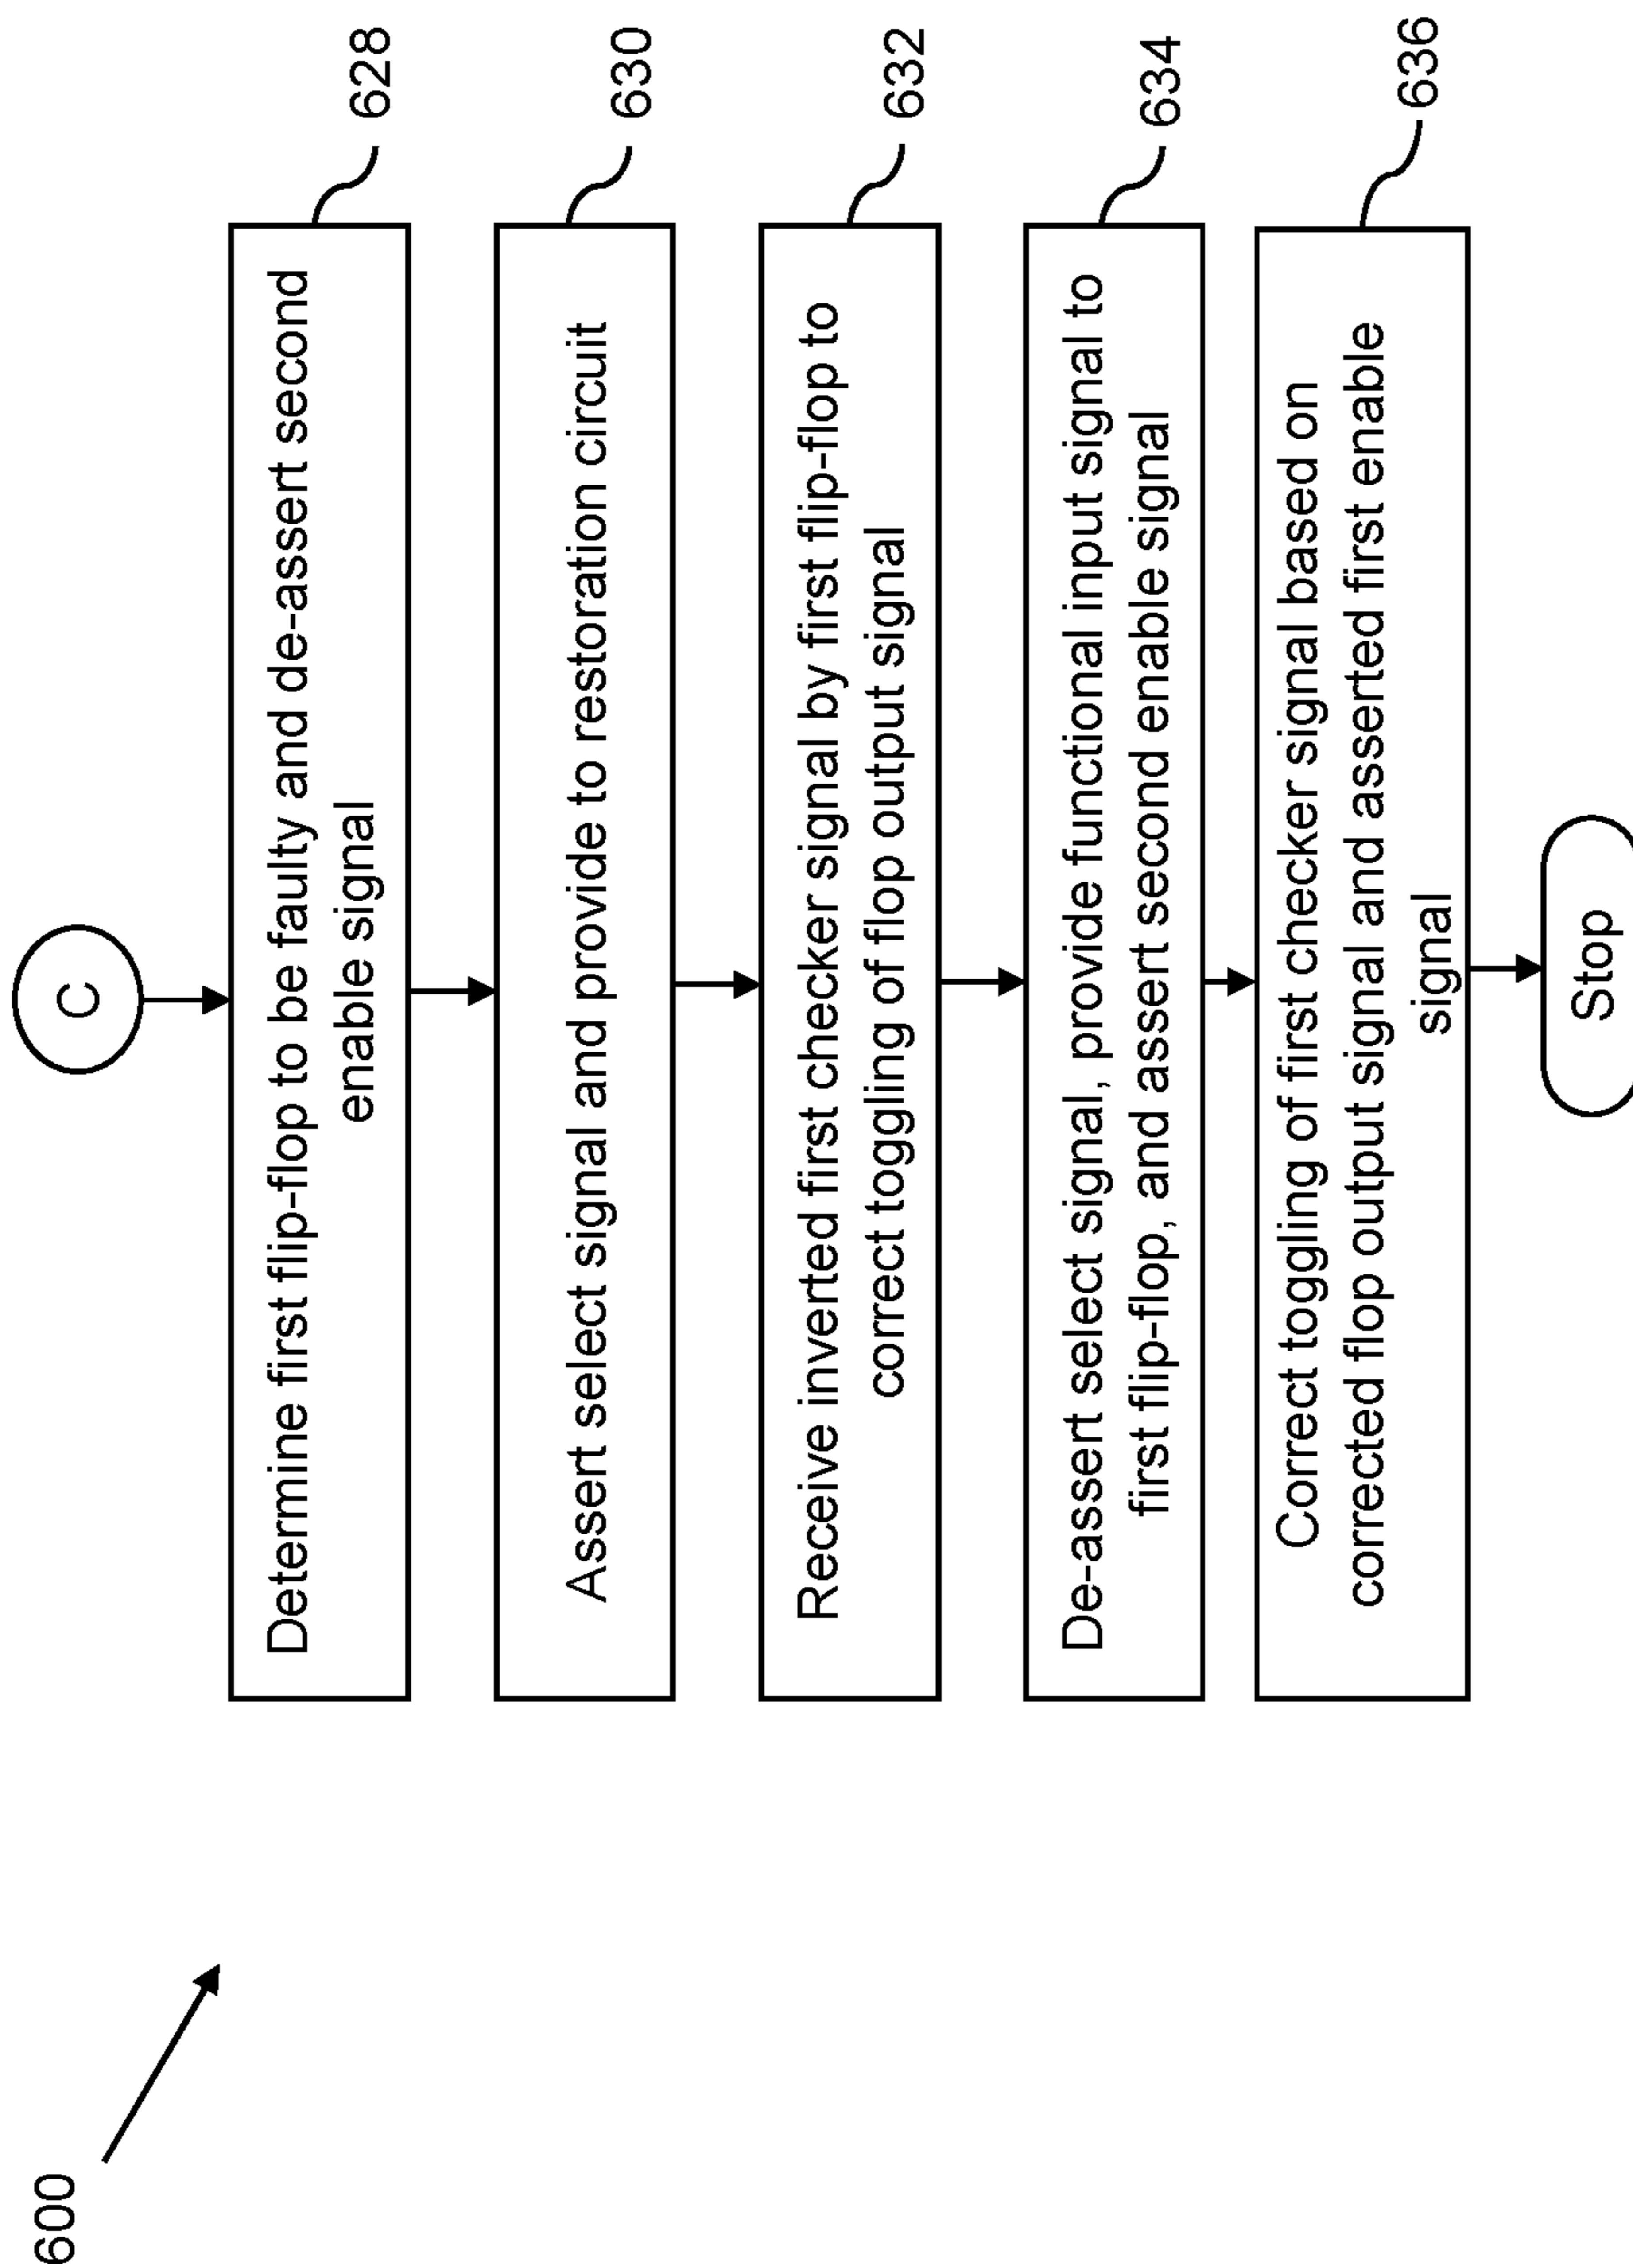 600
C
Determine first flip-flop to be faulty and de-assert second
enable signal
628
Assert select signal and provide to restoration circuit
630
Receive inverted first checker signal by first flip-flop to
correct toggling of flop output signal
632
De-assert select signal, provide functional input signal to
first flip-flop, and assert second enable signal
634
Correct toggling of first checker signal based on
corrected flop output signal and asserted first enable
signal
636
Stop